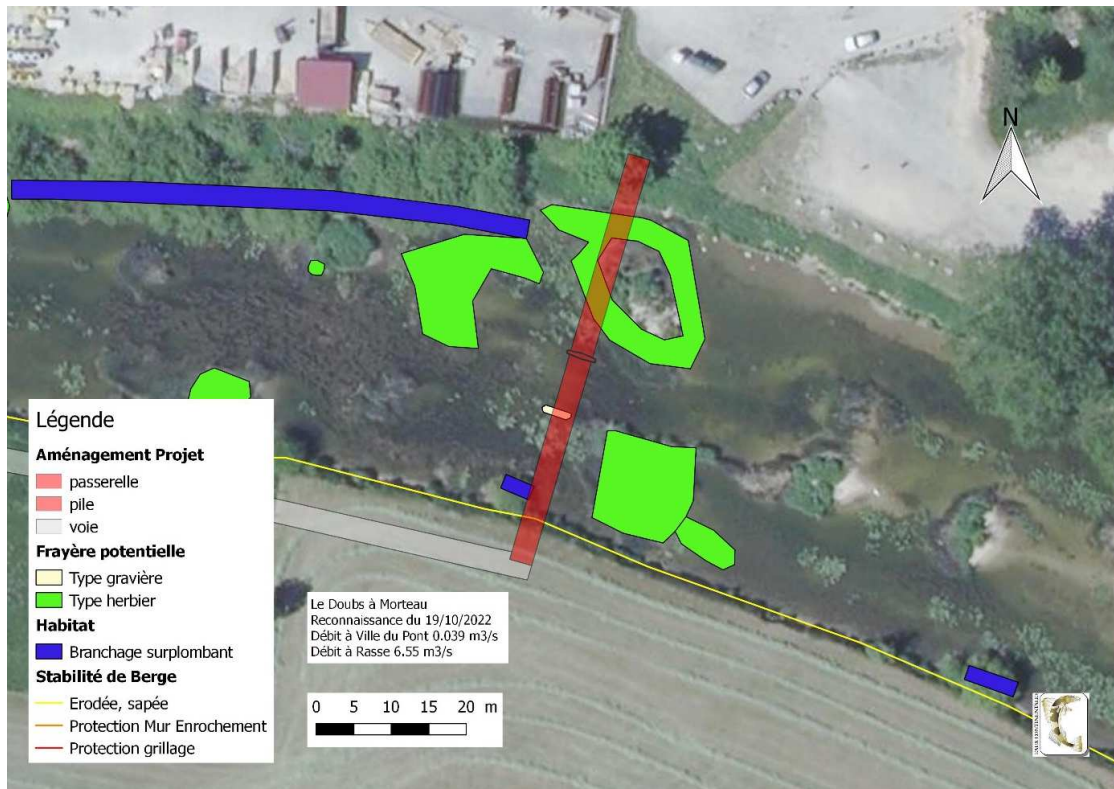 N
Légende
Aménagement Projet
passerelle
pile
voie
Frayère potentielle
Type gravière
Type herbier
Habitat
Branchage surplombant
Stabilité de Berge
Erodée, sapée
Protection Mur Enrochement
Protection grillage
Le Doubs à Morteau
Reconnaissance du 19/10/2022
Débit à Ville du Pont 0.039 m3/s
Débit à Rasse 6.55 m3/s
0 5 10 15 20 m